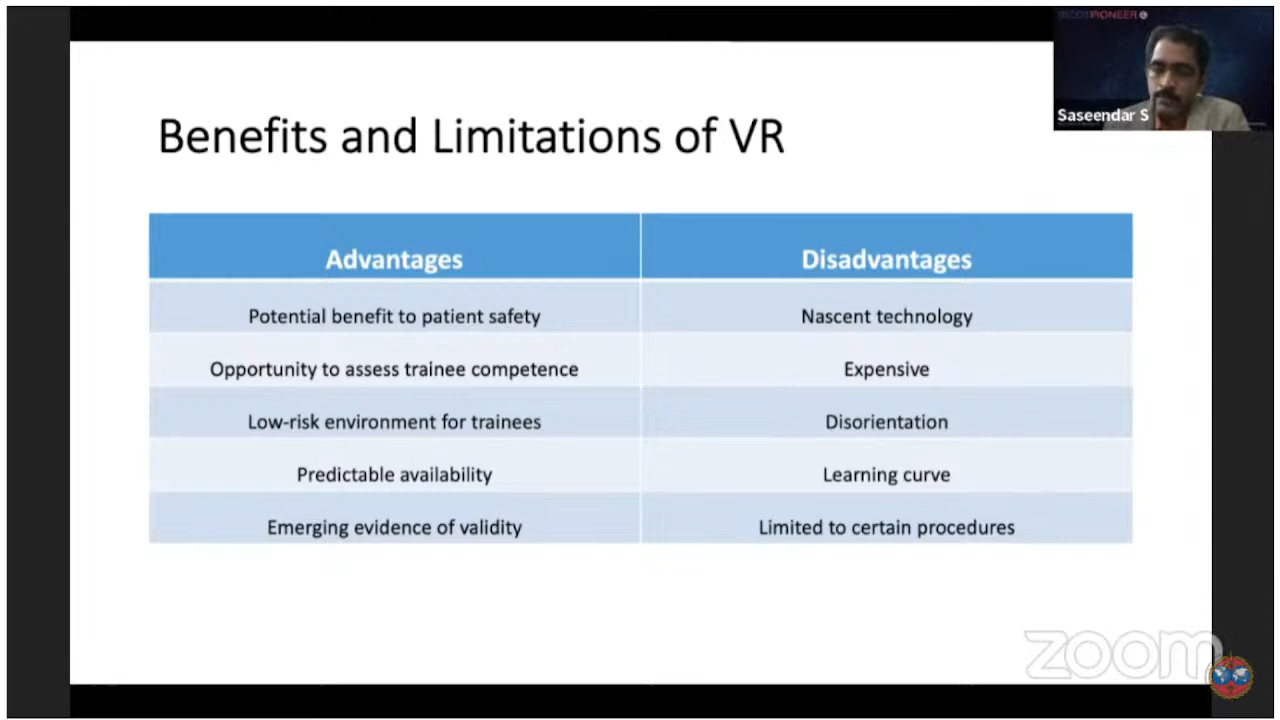 PIONEER
Saseendar S
Benefits and Limitations of VR
Advantages
Disadvantages
Potential benefit to patient safety
Nascent technology
Opportunity to assess trainee competence
Expensive
Low-risk environment for trainees
Disorientation
Predictable availability
Learning curve
Emerging evidence of validity
Limited to certain procedures
zoom